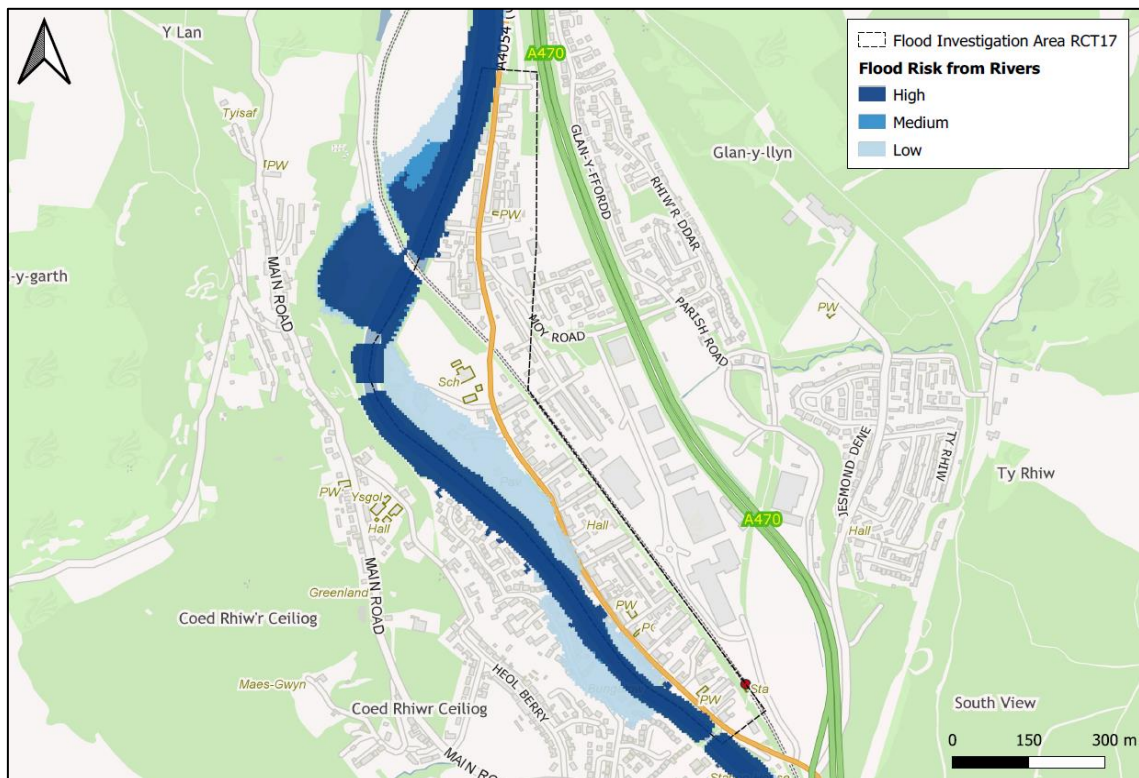 Y Lan
A4054
A470
Tyisaf
PW
GLAN-Y-FFORDD
Glan-y-llyn
RHIW'R DDAR
PW
-y-garth
MAIN ROAD
PW
MOY ROAD
PARISH ROAD
Sch
JESMOND DENE
TY RHIW
Ty Rhiw
PW
Ysgol
Hall
Hall
A470
Hall
MAIN ROAD
Greenland
PW
Coed Rhiw'r Ceiliog
Maes-Gwyn
HEOL BERRY
Coed Rhiwr Ceiliog
PW
Sta
South View
MAIN RO
Flood Investigation Area RCT17
Flood Risk from Rivers
High
Medium
Low
0 150 300 m